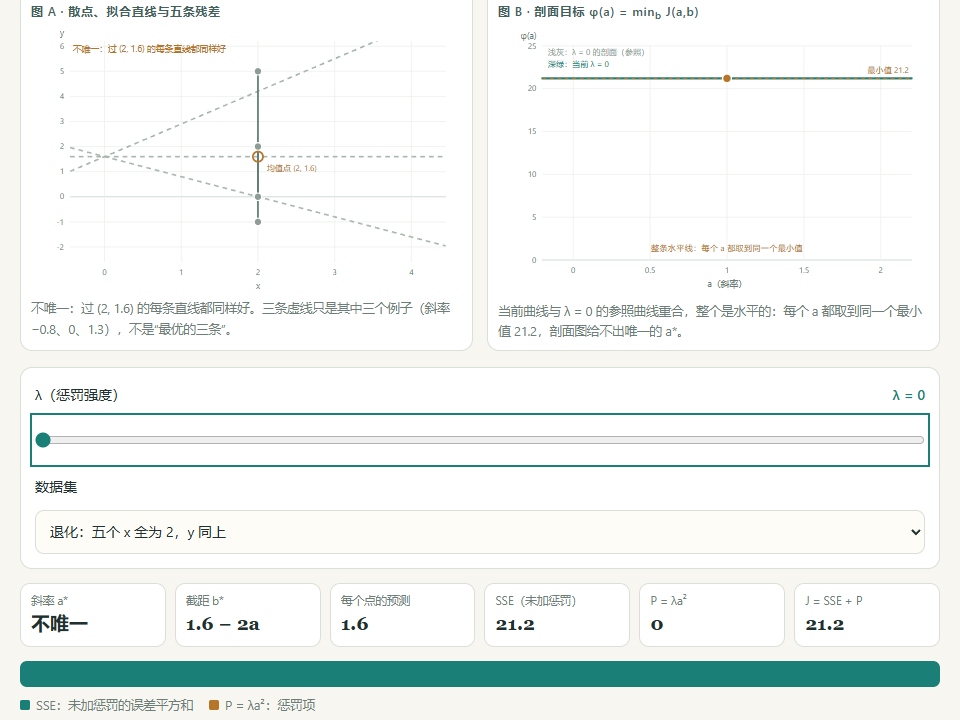 图 A · 散点、拟合直线与五条残差
y
不唯一：过 (2, 1.6) 的每条直线都同样好
6
5
4
3
2
1
0
-1
-2
均值点 (2, 1.6)
0 1 2 3 4
x
不唯一：过 (2, 1.6) 的每条直线都同样好。三条虚线只是其中三个例子（斜率
−0.8、0、1.3），不是“最优的三条”。
图 B · 剖面目标 φ(a) = min_b J(a,b)
φ(a)
25
浅灰：λ = 0 的剖面（参照）
深绿：当前 λ = 0
最小值 21.2
20
15
10
5
整条水平线：每个 a 都取到同一个最小值
0
0 0.5 1 1.5 2
a（斜率）
当前曲线与 λ = 0 的参照曲线重合，整个是水平的：每个 a 都取到同一个最小
值 21.2，剖面图给不出唯一的 a*。
λ（惩罚强度） λ = 0
数据集
退化：五个 x 全为 2，y 同上
斜率 a*
不唯一
截距 b*
1.6 − 2a
每个点的预测
1.6
SSE（未加惩罚）
21.2
P = λa²
0
J = SSE + P
21.2
SSE：未加惩罚的误差平方和 P = λa²：惩罚项